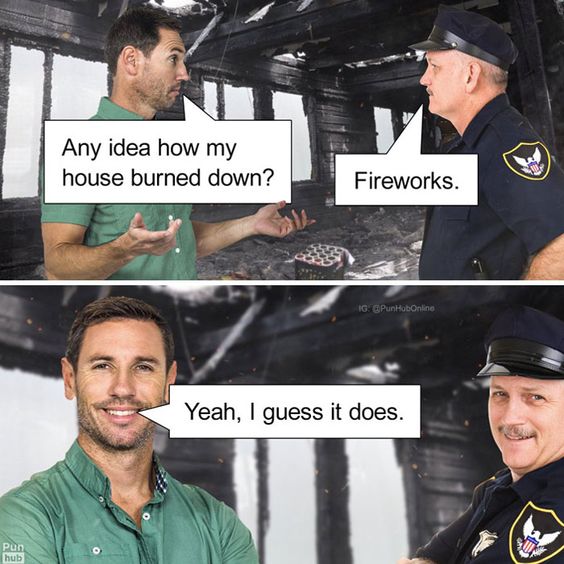 Any idea how my
house burned down?
Fireworks.
IG: @PunHubOnline
Yeah, I guess it does.
Pun
hub